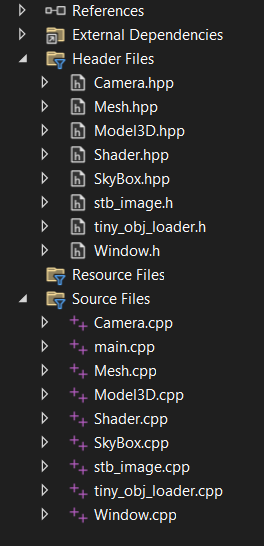 References
External Dependencies
Header Files
Camera.hpp
Mesh.hpp
Model3D.hpp
Shader.hpp
SkyBox.hpp
stb_image.h
tiny_obj_loader.h
Window.h
Resource Files
Source Files
Camera.cpp
main.cpp
Mesh.cpp
Model3D.cpp
Shader.cpp
SkyBox.cpp
stb_image.cpp
tiny_obj_loader.cpp
Window.cpp